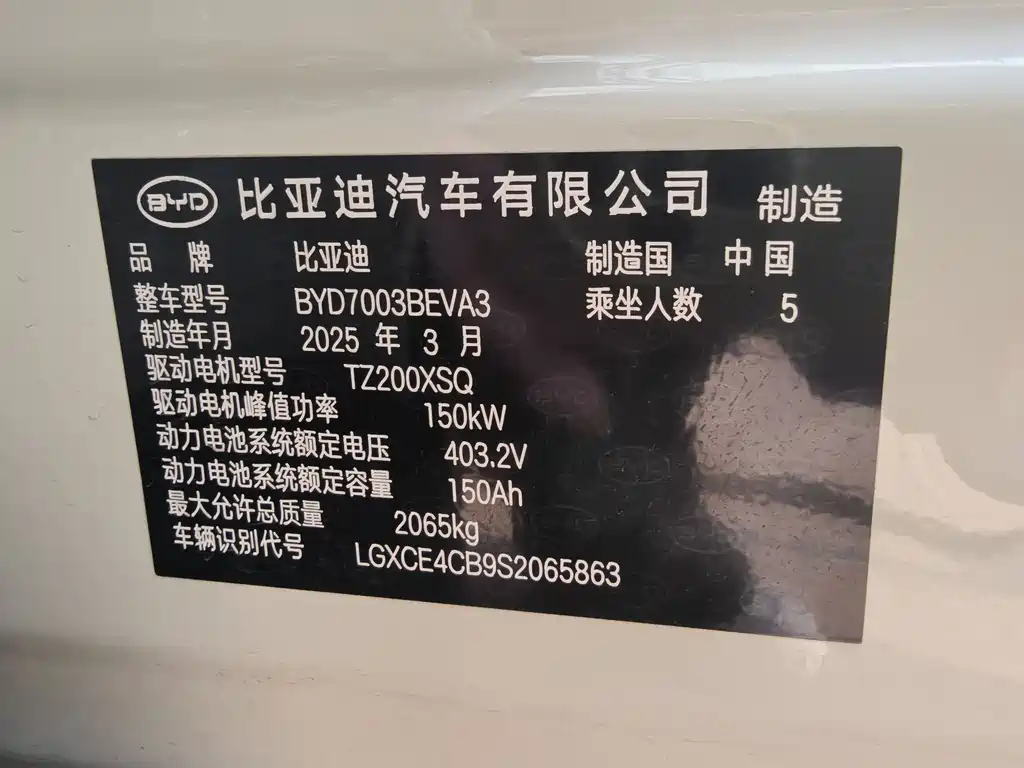 BYD 比亚迪汽车有限公司 制造
品 牌 比亚迪 制造国 中国
整车型号 BYD7003BEVA3 乘坐人数 5
制造年月 2025 年 3 月
驱动电机型号 TZ200XSQ
驱动电机峰值功率 150kW
动力电池系统额定电压 403.2V
动力电池系统额定容量 150Ah
最大允许总质量 2065kg
车辆识别代号 LGXCE4CB9S2065863